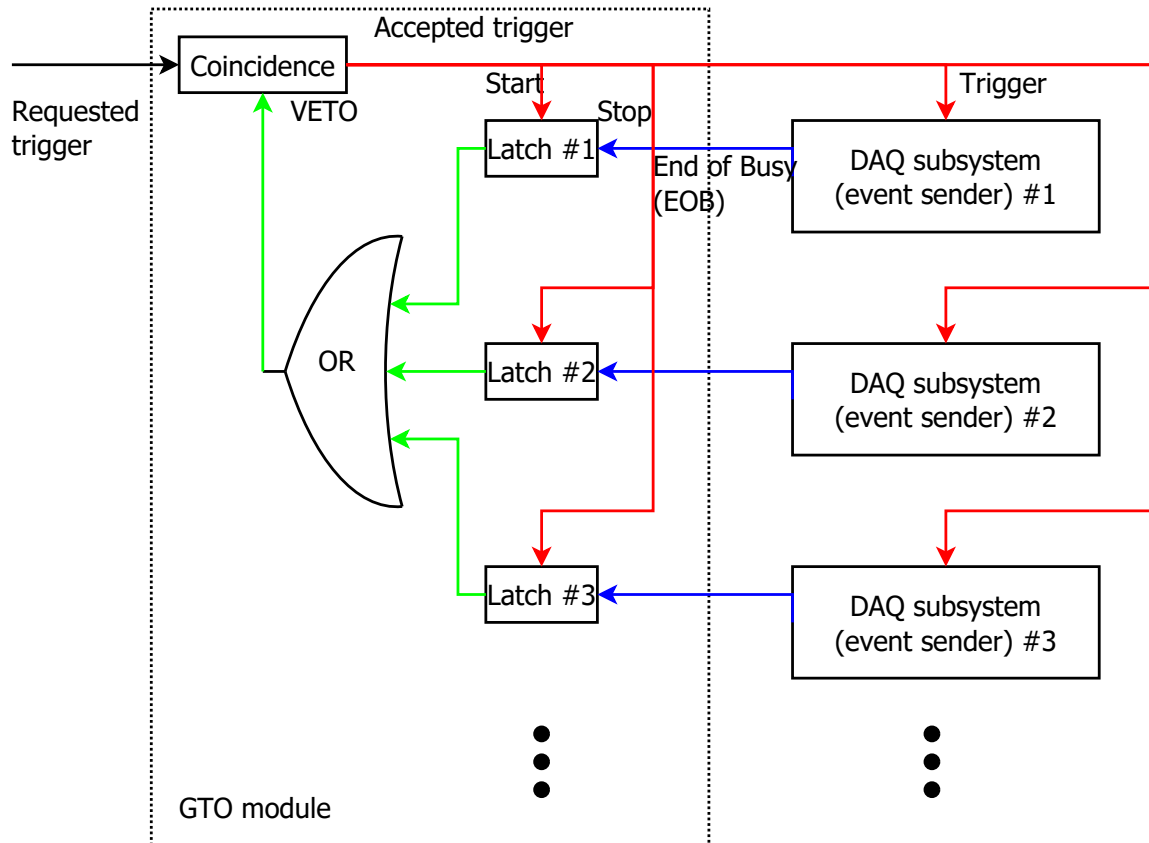 Accepted trigger
Coincidence
Requested
trigger
VETO
Start
Stop
Trigger
Latch #1
End of Busy
(EOB)
DAQ subsystem
(event sender) #1
OR
Latch #2
DAQ subsystem
(event sender) #2
Latch #3
DAQ subsystem
(event sender) #3
GTO module